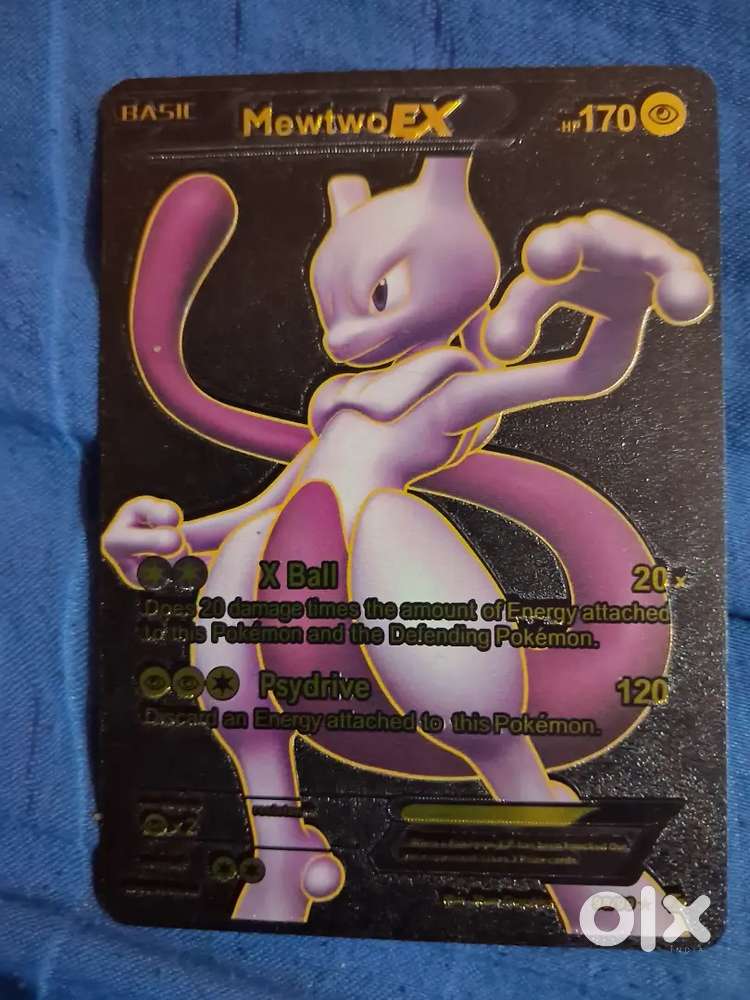 BASIC
MewtwoEX
HP170
X Ball 20×
Does 20 damage times the amount of Energy attached
to this Pokémon and the Defending Pokémon.
Psydrive 120
Discard an Energy attached to this Pokémon.
×2
olx
INDIA